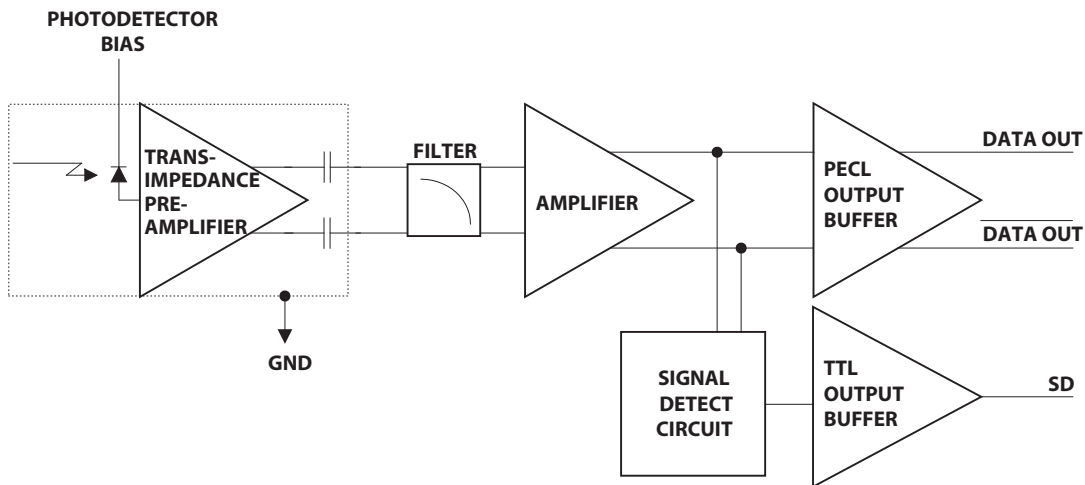 PHOTODETECTOR
BIAS
TRANS-
IMPEDANCE
PRE-
AMPLIFIER
GND
FILTER
AMPLIFIER
PECL
OUTPUT
BUFFER
DATA OUT
DATA OUT
SIGNAL
DETECT
CIRCUIT
TTL
OUTPUT
BUFFER
SD